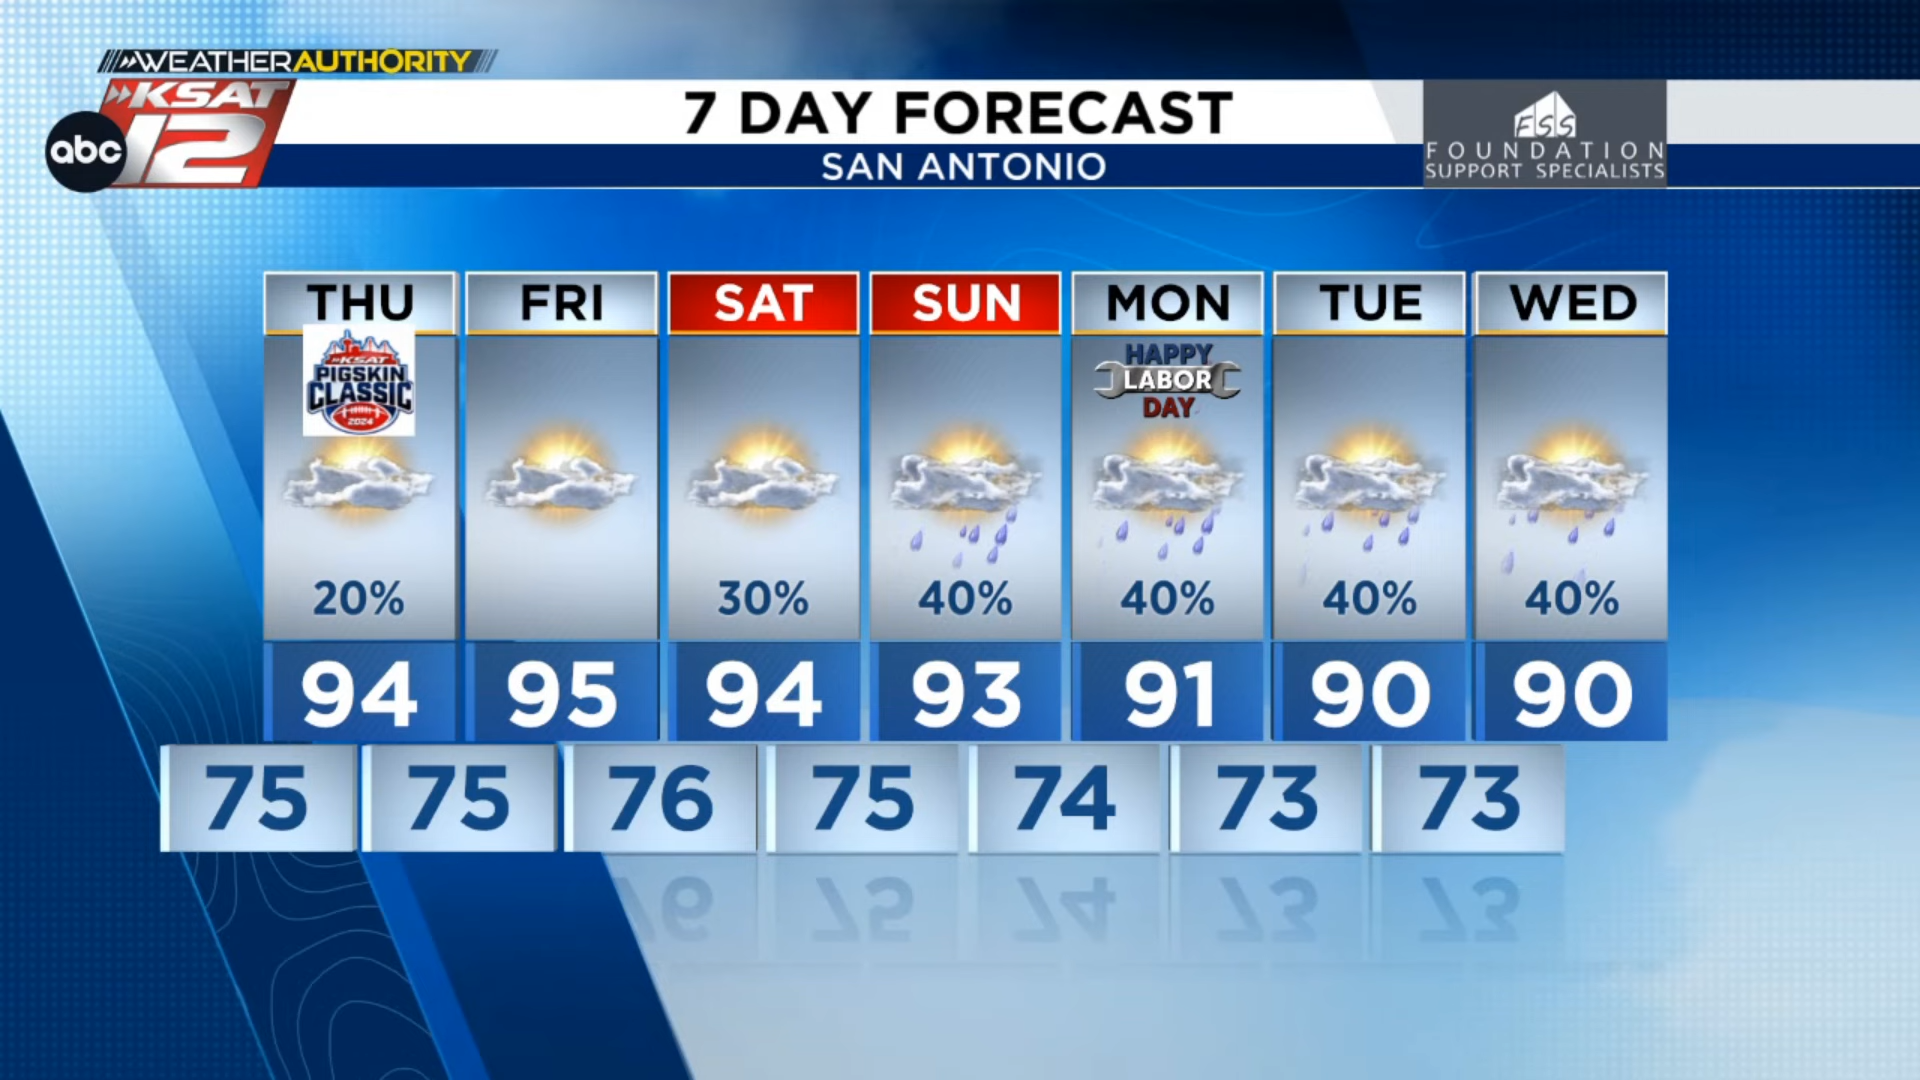 WEATHERAUTHORITY
KSAT
12
abc
7 DAY FORECAST
SAN ANTONIO
FSS
FOUNDATION
SUPPORT SPECIALISTS
THU FRI SAT SUN MON TUE WED
KSAT
PIGSKIN
CLASSIC
2024
HAPPY
LABOR
DAY
20% 30% 40% 40% 40% 40%
94 95 94 93 91 90 90
75 75 76 75 74 73 73